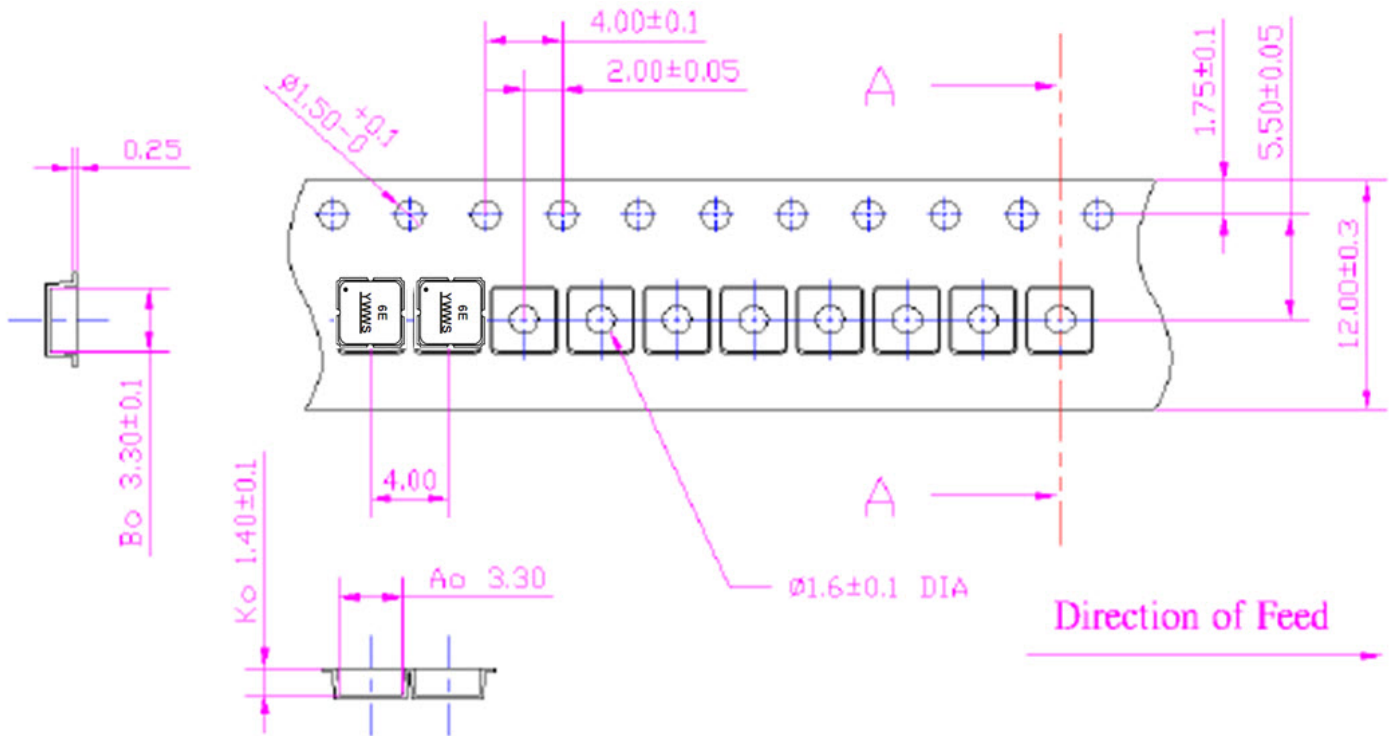 4.00±0.1
2.00±0.05
Ø1.50 +0.1
-0
A
1.75±0.1
5.50±0.05
12.00±0.3
0.25
6E
YWWS
6E
YWWS
Bo 3.30±0.1
4.00
A
Ko 1.40±0.1
Ao 3.30
Ø1.6±0.1 DIA
Direction of Feed